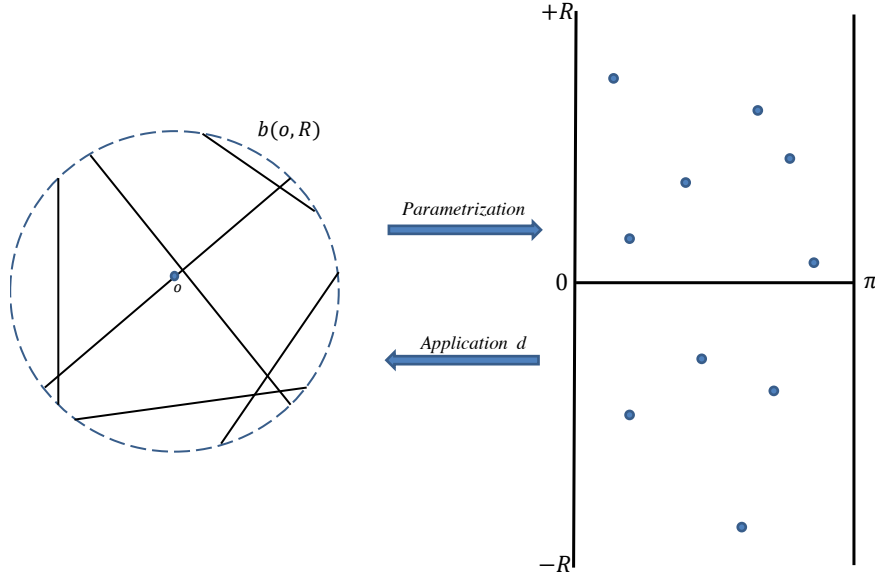 +R
b(o, R)
Parametrization
o
0
π
Application d
−R